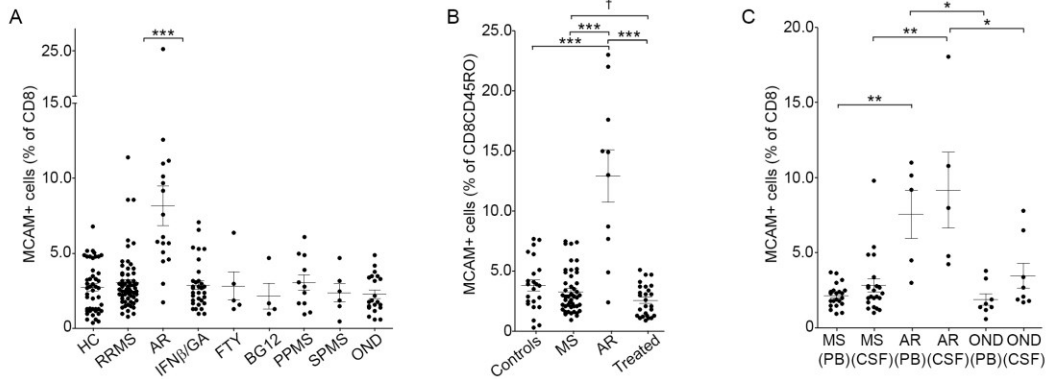 A
MCAM+ cells (% of CD8)
25.0
15.0
10.0
5.0
0.0
***
HC
RRMS
AR
IFNβ/GA
FTY
BG12
PPMS
SPMS
OND
B
MCAM+ cells (% of CD8CD45RO)
25.0
20.0
15.0
10.0
5.0
0.0
†
***
***
***
Controls
MS
AR
Treated
C
MCAM+ cells (% of CD8)
20.0
15.0
10.0
5.0
0.0
*
**
*
**
MS (PB)
MS (CSF)
AR (PB)
AR (CSF)
OND (PB)
OND (CSF)